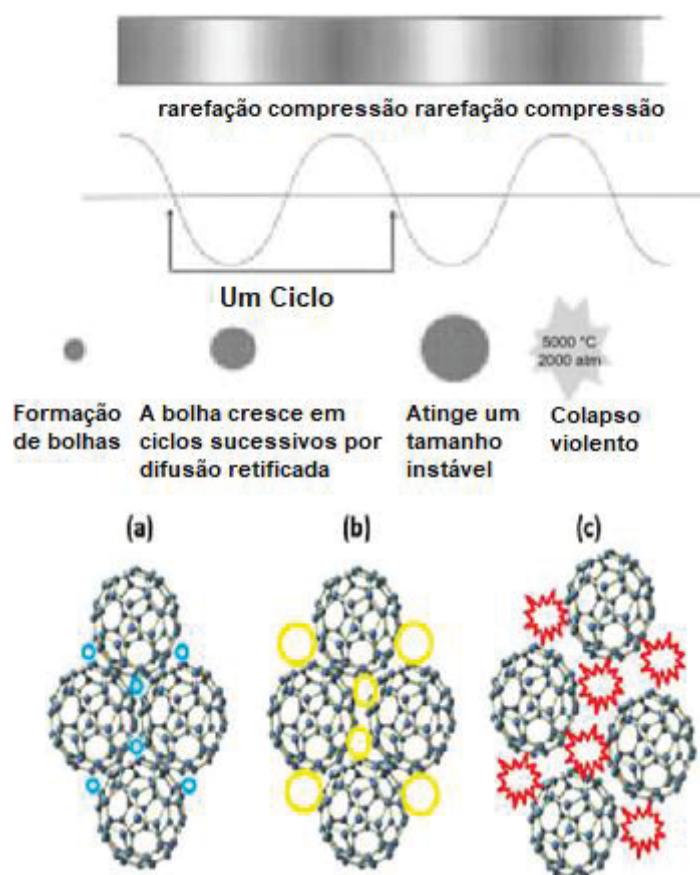 rarefação compressão rarefação compressão
Um Ciclo
5000 °C
2000 atm
Formação
de bolhas
A bolha cresce em
ciclos sucessivos por
difusão retificada
Atinge um
tamanho
instável
Colapso
violento
(a)
(b)
(c)